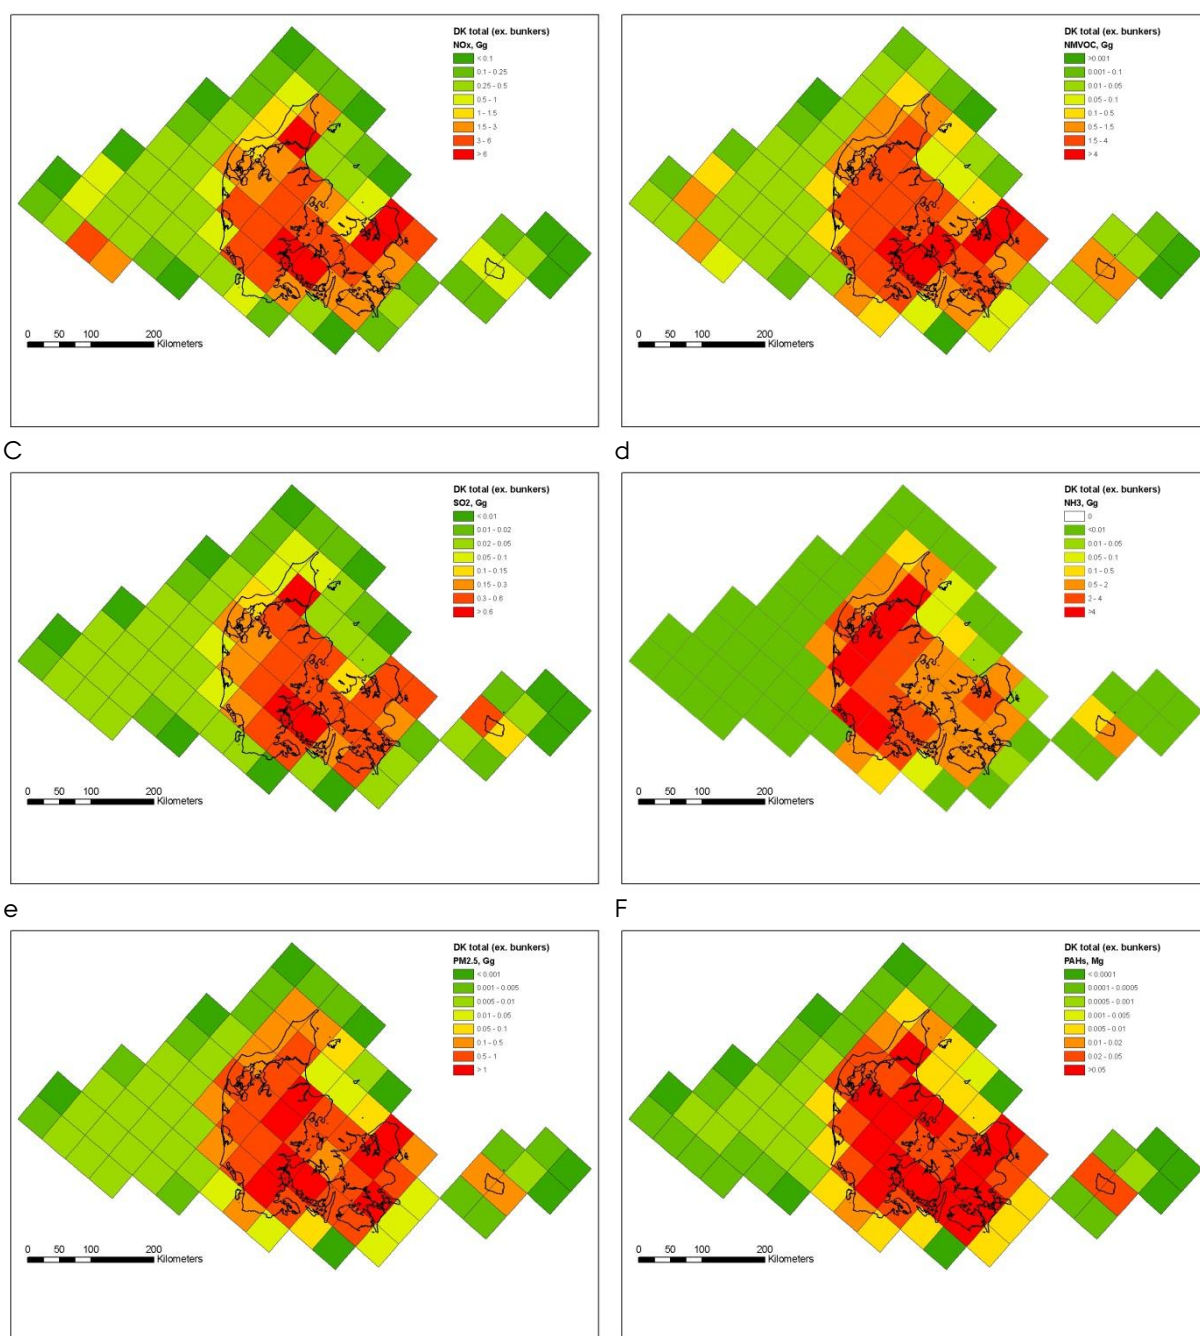 DK total (ex. bunkers)
NOx, Gg
< 0.1
0.1 - 0.25
0.25 - 0.5
0.5 - 1
1 - 1.5
1.5 - 3
3 - 6
> 6
0 50 100 200
Kilometers
DK total (ex. bunkers)
NMVOC, Gg
>0.001
0.001 - 0.1
0.01 - 0.05
0.05 - 0.1
0.1 - 0.5
0.5 - 1.5
1.5 - 4
> 4
0 50 100 200
Kilometers
C
d
DK total (ex. bunkers)
SO2, Gg
< 0.01
0.01 - 0.02
0.02 - 0.05
0.05 - 0.1
0.1 - 0.15
0.15 - 0.3
0.3 - 0.6
> 0.6
0 50 100 200
Kilometers
DK total (ex. bunkers)
NH3, Gg
0
<0.01
0.01 - 0.05
0.05 - 0.1
0.1 - 0.5
0.5 - 2
2 - 4
>4
0 50 100 200
Kilometers
e
F
DK total (ex. bunkers)
PM2.5, Gg
< 0.001
0.001 - 0.005
0.005 - 0.01
0.01 - 0.05
0.05 - 0.1
0.1 - 0.5
0.5 - 1
> 1
0 50 100 200
Kilometers
DK total (ex. bunkers)
PAHs, Mg
< 0.0001
0.0001 - 0.0005
0.0005 - 0.001
0.001 - 0.005
0.005 - 0.01
0.01 - 0.02
0.02 - 0.05
>0.05
0 50 100 200
Kilometers